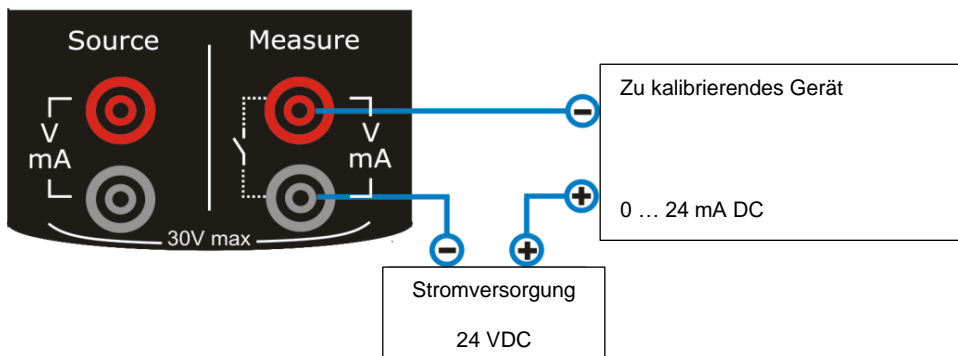 Source
Measure
V
mA
V
mA
30V max
Zu kalibrierendes Gerät
0 … 24 mA DC
Stromversorgung
24 VDC